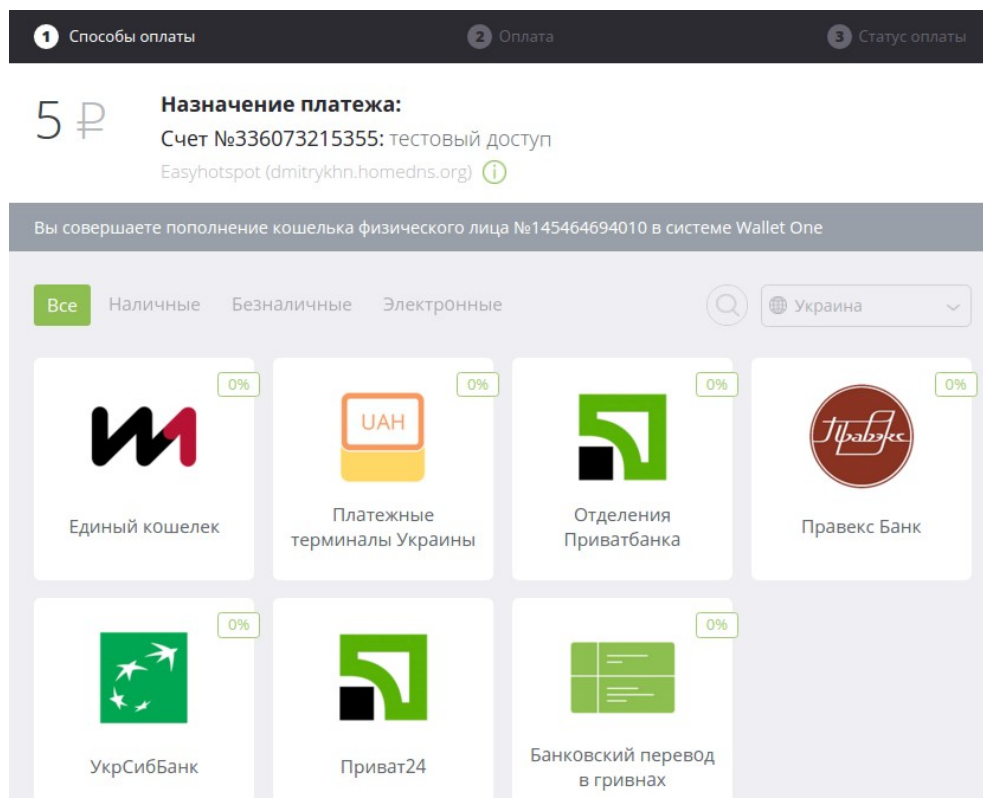 1 Способы оплаты
2 Оплата
3 Статус оплаты
5 ₽
Назначение платежа:
Счет №336073215355: тестовый доступ
Easyhotspot (dmitrykhn.homedns.org) i
Вы совершаете пополнение кошелька физического лица №145464694010 в системе Wallet One
Все
Наличные
Безналичные
Электронные
Украина
0%
Единый кошелек
0%
UAH
Платежные
терминалы Украины
0%
Отделения
Приватбанка
0%
Правэкс
Правекс Банк
0%
УкрСибБанк
Приват24
0%
Банковский перевод
в гривнах